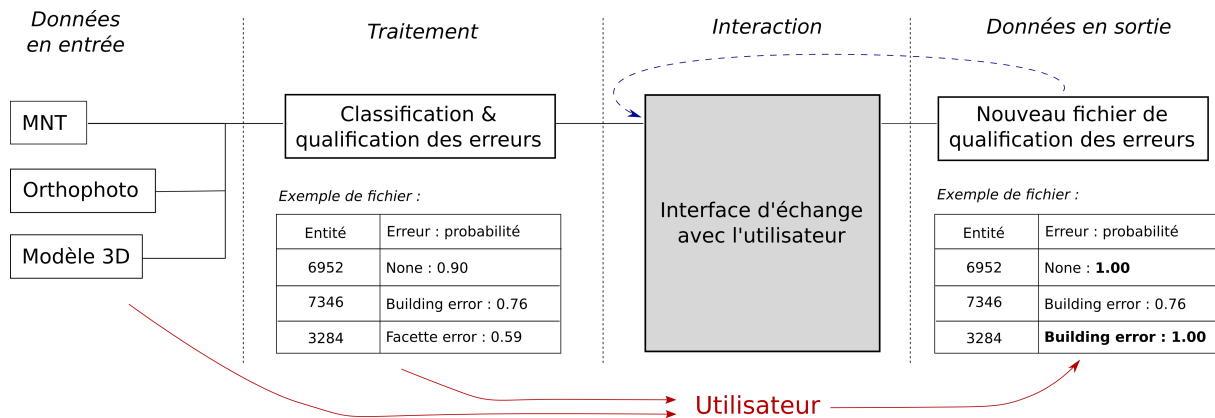 Données
en entrée
Traitement
Interaction
Données en sortie
MNT
Orthophoto
Modèle 3D
Classification &
qualification des erreurs
Exemple de fichier :
Entité Erreur : probabilité
6952 None : 0.90
7346 Building error : 0.76
3284 Facette error : 0.59
Interface d'échange
avec l'utilisateur
Nouveau fichier de
qualification des erreurs
Exemple de fichier :
Entité Erreur : probabilité
6952 None : 1.00
7346 Building error : 0.76
3284 Building error : 1.00
Utilisateur